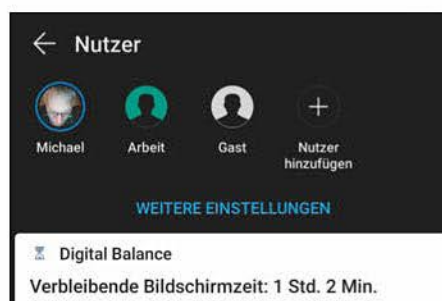 ← Nutzer
Michael Arbeit Gast Nutzer
hinzufügen
WEITERE EINSTELLUNGEN
Digital Balance
Verbleibende Bildschirmzeit: 1 Std. 2 Min.